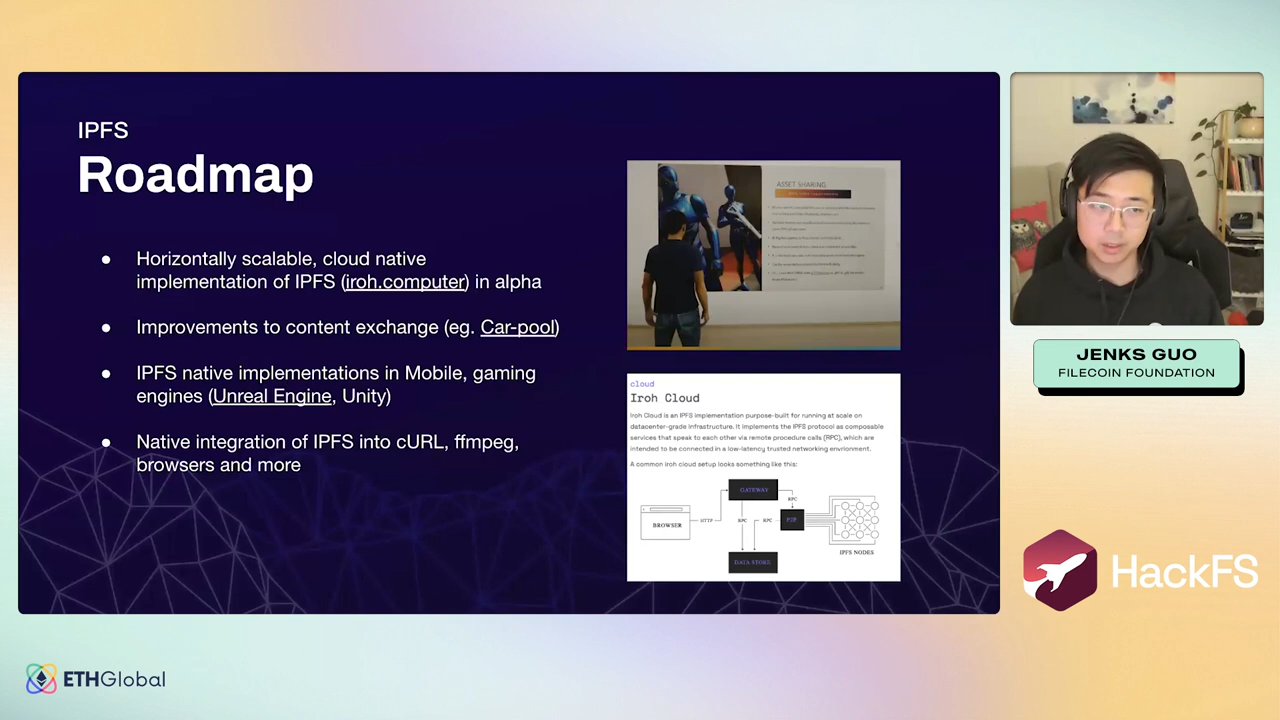 IPFS
Roadmap
● Horizontally scalable, cloud native
implementation of IPFS (iroh.computer) in alpha
● Improvements to content exchange (eg. Car-pool)
● IPFS native implementations in Mobile, gaming
engines (Unreal Engine, Unity)
● Native integration of IPFS into cURL, ffmpeg,
browsers and more
ASSET SHARING
cloud
Iroh Cloud
Iroh Cloud is an IPFS implementation purpose-built for running at scale on
datacenter-grade infrastructure. It implements the IPFS protocol as composable
services that speak to each other via remote procedure calls (RPC), which are
intended to be connected in a low-latency trusted networking envrionment.
A common iroh cloud setup looks something like this:
GATEWAY
RPC
BROWSER
HTTP
RPC
RPC
P2P
IPFS NODES
DATA STORE
JENKS GUO
FILECOIN FOUNDATION
HackFS
ETHGlobal